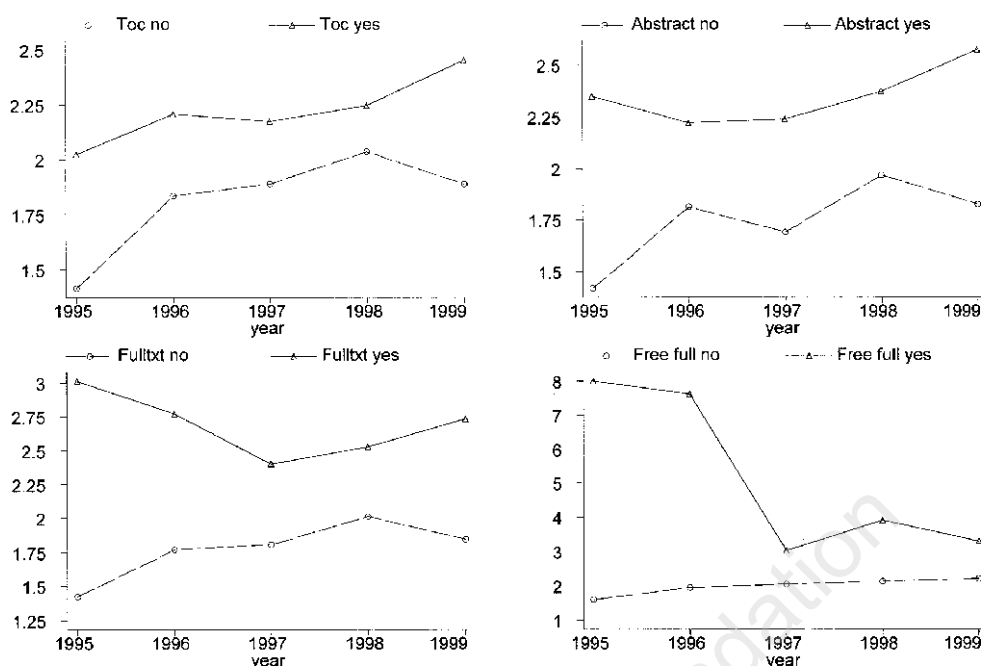 Toc no Toc yes
2.5
2.25
2
1.75
1.5
1995 1996 1997 1998 1999
year
Abstract no Abstract yes
2.5
2.25
2
1.75
1.5
1995 1996 1997 1998 1999
year
Fulltxt no Fulltxt yes
3
2.75
2.5
2.25
2
1.75
1.5
1.25
1995 1996 1997 1998 1999
year
Free full no Free full yes
8
7
6
5
4
3
2
1
1995 1996 1997 1998 1999
year
dation